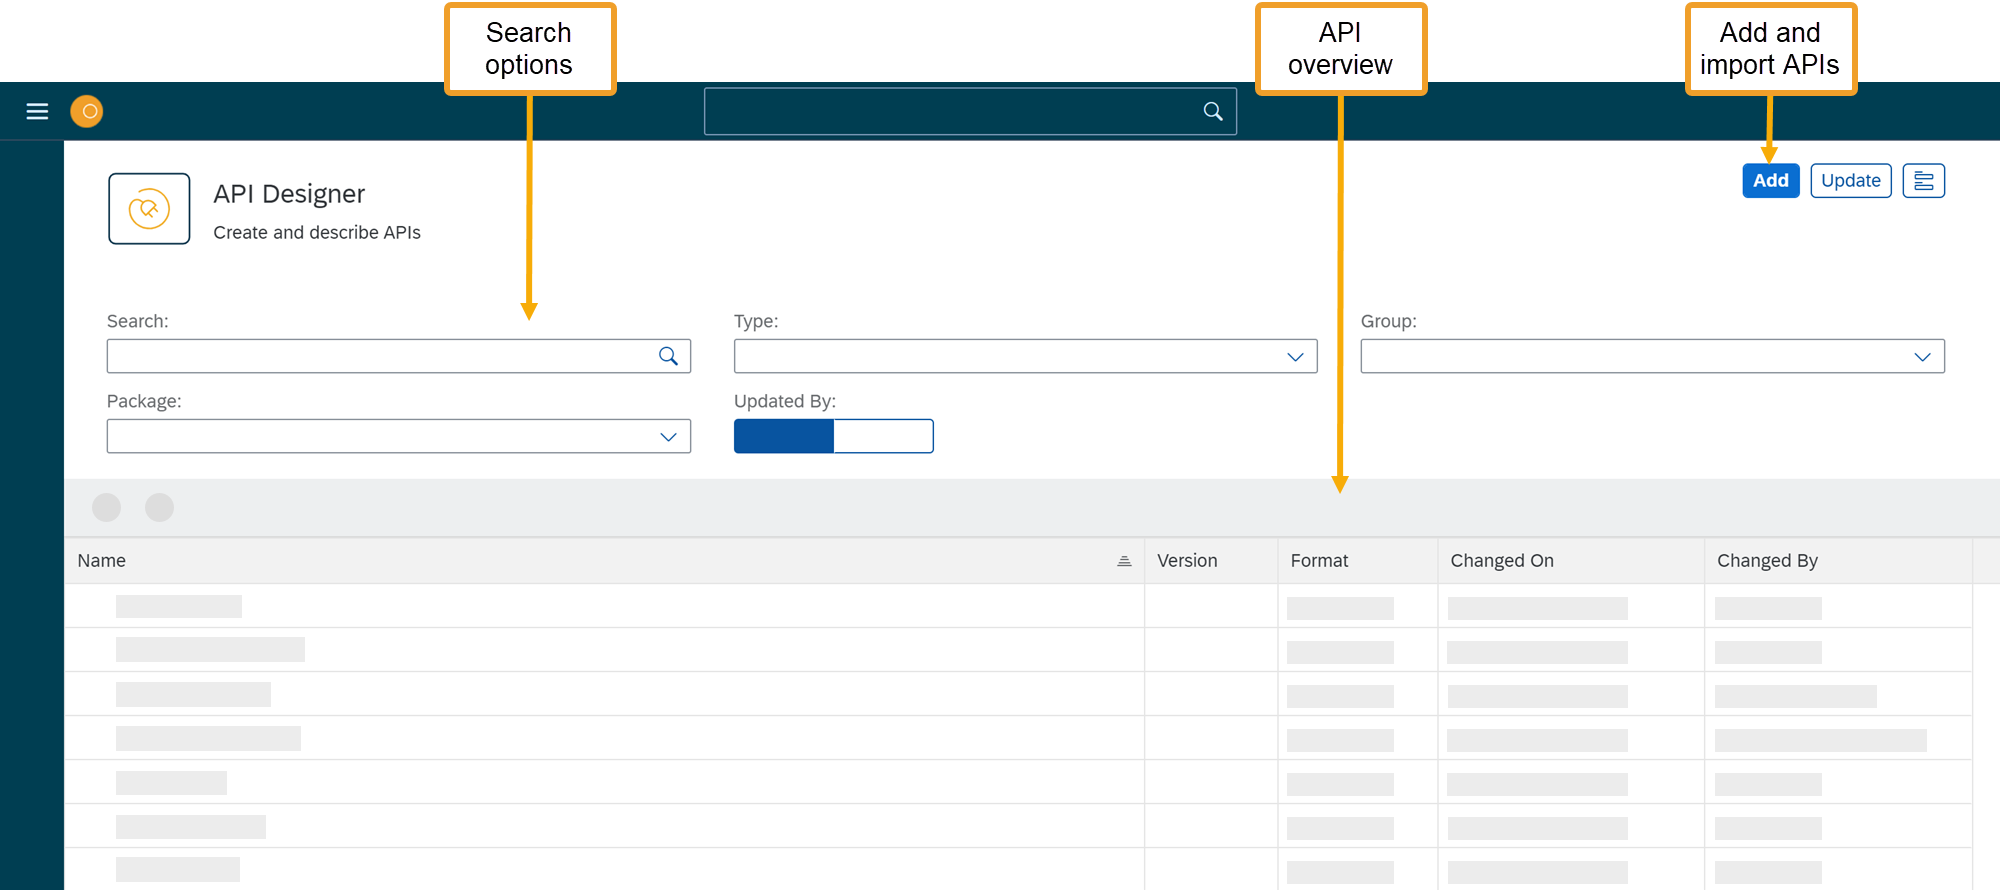 Search
options
API
overview
Add and
import APIs
API Designer
Create and describe APIs
Add
Update
Search:
Type:
Group:
Package:
Updated By:
Name
Version
Format
Changed On
Changed By